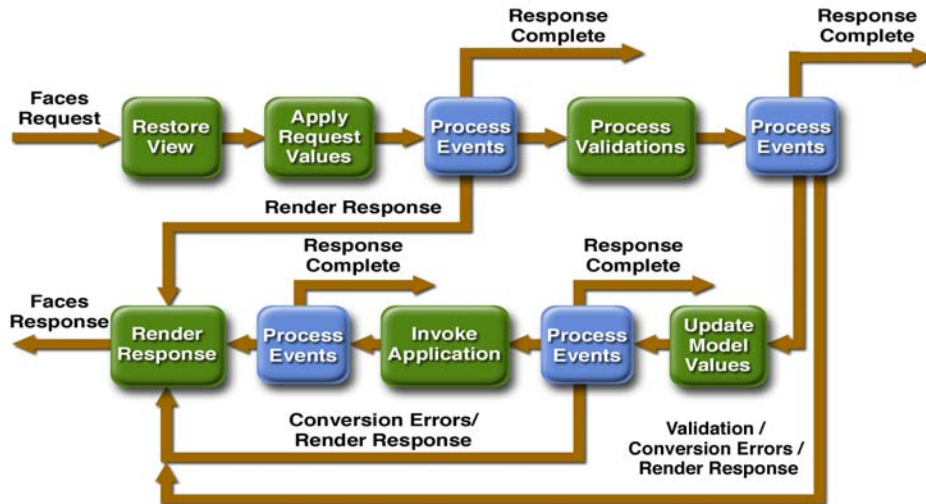 Response
Complete
Response
Complete
Faces
Request
Restore
View
Apply
Request
Values
Process
Events
Process
Validations
Process
Events
Render Response
Response
Complete
Response
Complete
Faces
Response
Render
Response
Process
Events
Invoke
Application
Process
Events
Update
Model
Values
Conversion Errors/
Render Response
Validation /
Conversion Errors /
Render Response